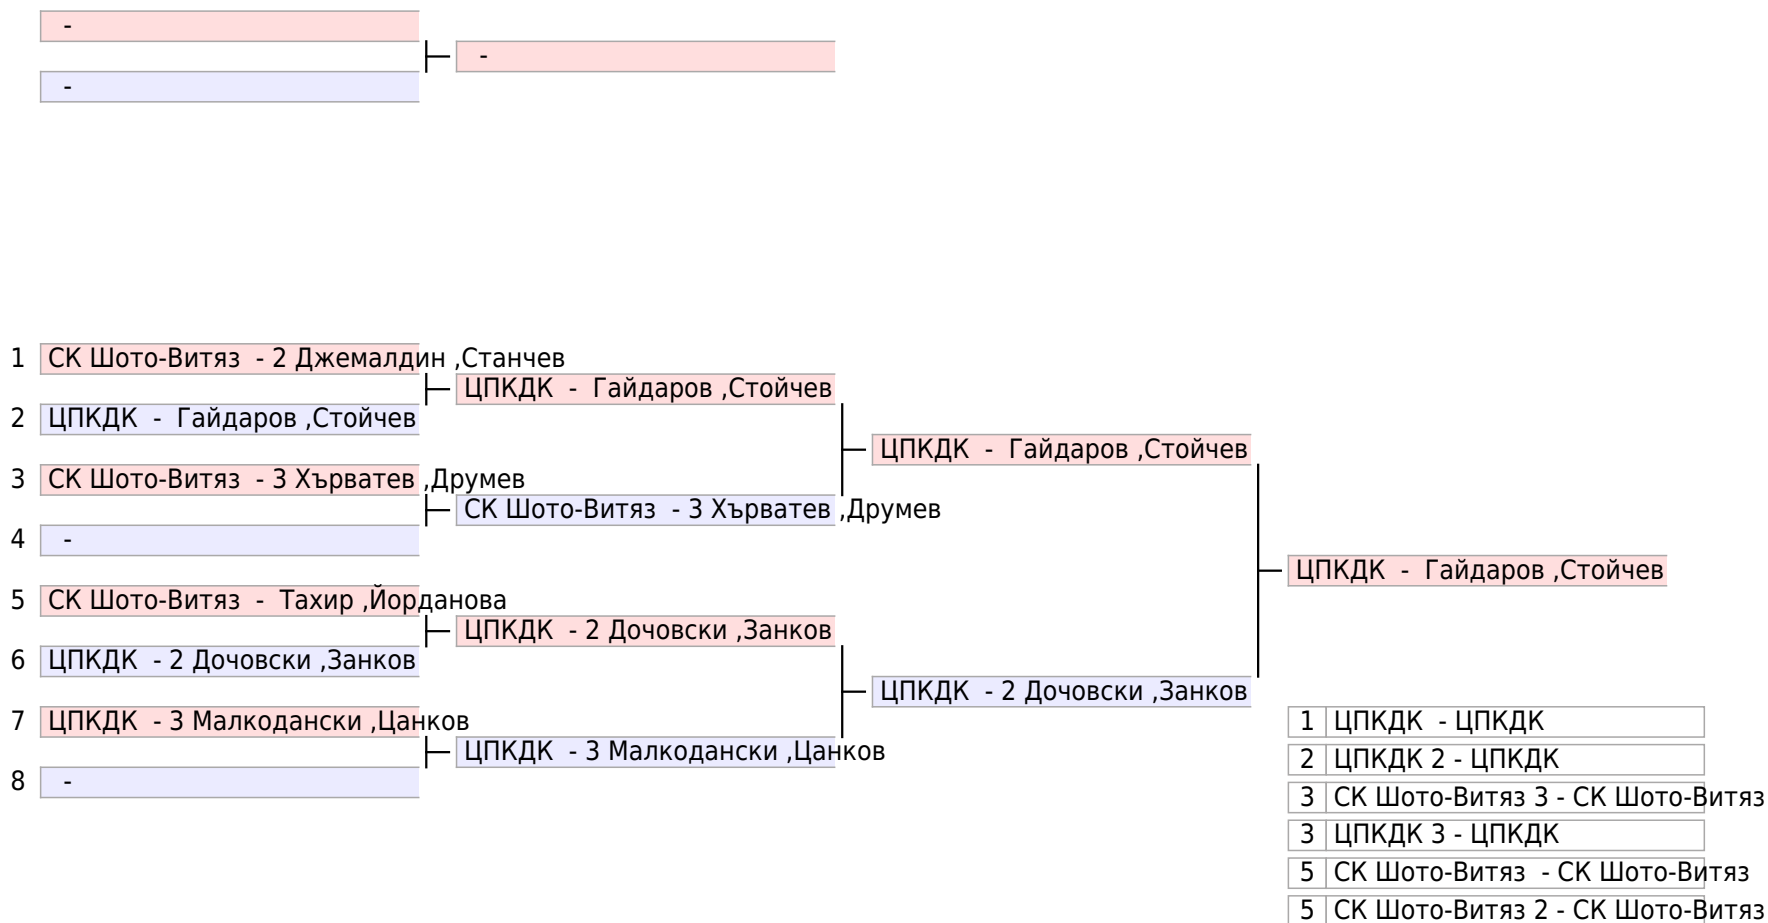 -
-
-
1 СК Шото-Витяз - 2 Джемалдин ,Станчев
ЦПКДК - Гайдаров ,Стойчев
2 ЦПКДК - Гайдаров ,Стойчев
ЦПКДК - Гайдаров ,Стойчев
3 СК Шото-Витяз - 3 Хърватев ,Друмев
СК Шото-Витяз - 3 Хърватев ,Друмев
4 -
ЦПКДК - Гайдаров ,Стойчев
5 СК Шото-Витяз - Тахир ,Йорданова
ЦПКДК - 2 Дочовски ,Занков
6 ЦПКДК - 2 Дочовски ,Занков
ЦПКДК - 2 Дочовски ,Занков
7 ЦПКДК - 3 Малкодански ,Цанков
ЦПКДК - 3 Малкодански ,Цанков
8 -
1 ЦПКДК - ЦПКДК
2 ЦПКДК 2 - ЦПКДК
3 СК Шото-Витяз 3 - СК Шото-Витяз
3 ЦПКДК 3 - ЦПКДК
5 СК Шото-Витяз - СК Шото-Витяз
5 СК Шото-Витяз 2 - СК Шото-Витяз